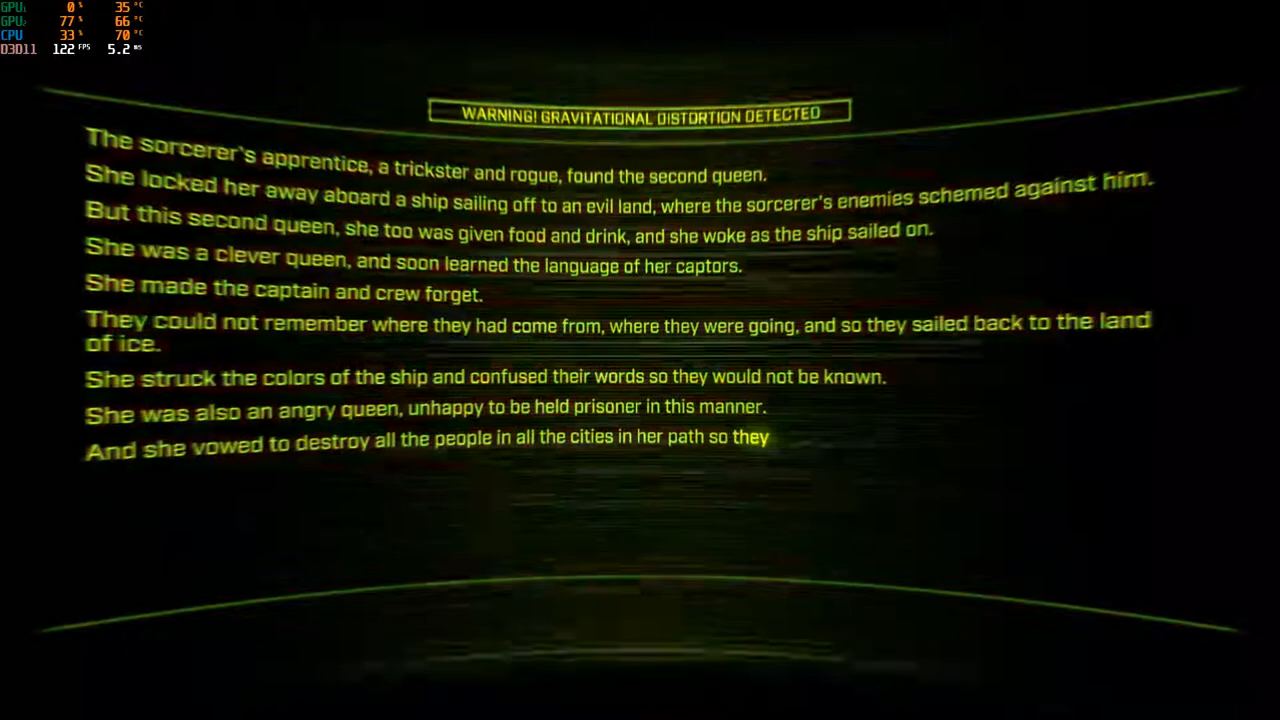 GPU₁ 0 % 35 °C
GPU₂ 77 % 66 °C
CPU 33 % 70 °C
D3D11 122 FPS 5.2 ms
WARNING! GRAVITATIONAL DISTORTION DETECTED
The sorcerer's apprentice, a trickster and rogue, found the second queen.
She locked her away aboard a ship sailing off to an evil land, where the sorcerer's enemies schemed against him.
But this second queen, she too was given food and drink, and she woke as the ship sailed on.
She was a clever queen, and soon learned the language of her captors.
She made the captain and crew forget.
They could not remember where they had come from, where they were going, and so they sailed back to the land
of ice.
She struck the colors of the ship and confused their words so they would not be known.
She was also an angry queen, unhappy to be held prisoner in this manner.
And she vowed to destroy all the people in all the cities in her path so they